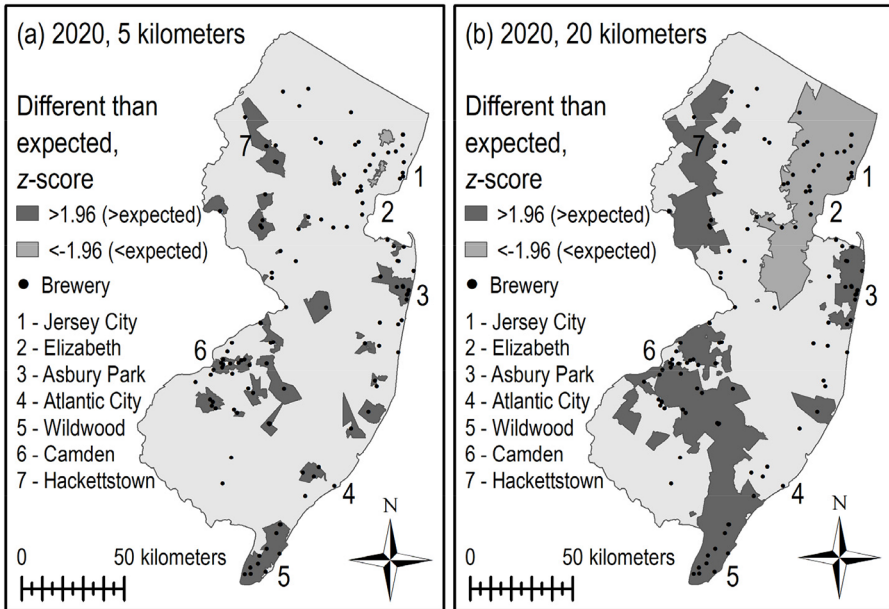 (a) 2020, 5 kilometers
Different than
expected,
z-score
>1.96 (>expected)
<-1.96 (<expected)
Brewery
1 - Jersey City
2 - Elizabeth
3 - Asbury Park
4 - Atlantic City
5 - Wildwood
6 - Camden
7 - Hackettstown
7
1
2
3
6
4
5
N
0 50 kilometers
(b) 2020, 20 kilometers
Different than
expected,
z-score
>1.96 (>expected)
<-1.96 (<expected)
Brewery
1 - Jersey City
2 - Elizabeth
3 - Asbury Park
4 - Atlantic City
5 - Wildwood
6 - Camden
7 - Hackettstown
7
1
2
3
6
4
5
N
0 50 kilometers